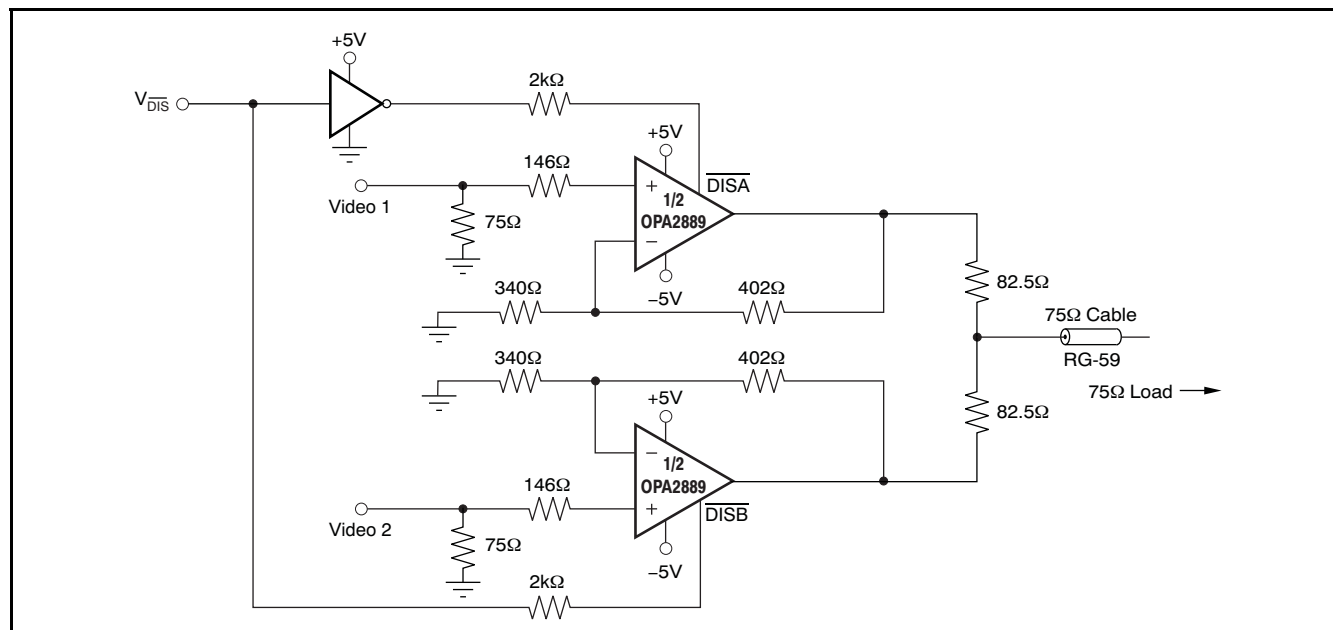 +5V
2kΩ
V DIS
+5V
146Ω
DISA
+
1/2
OPA2889
Video 1
75Ω
−
340Ω
−5V
402Ω
82.5Ω
75Ω Cable
RG-59
340Ω
402Ω
75Ω Load
+5V
82.5Ω
−
1/2
OPA2889
146Ω
+
DISB
Video 2
75Ω
−5V
2kΩ